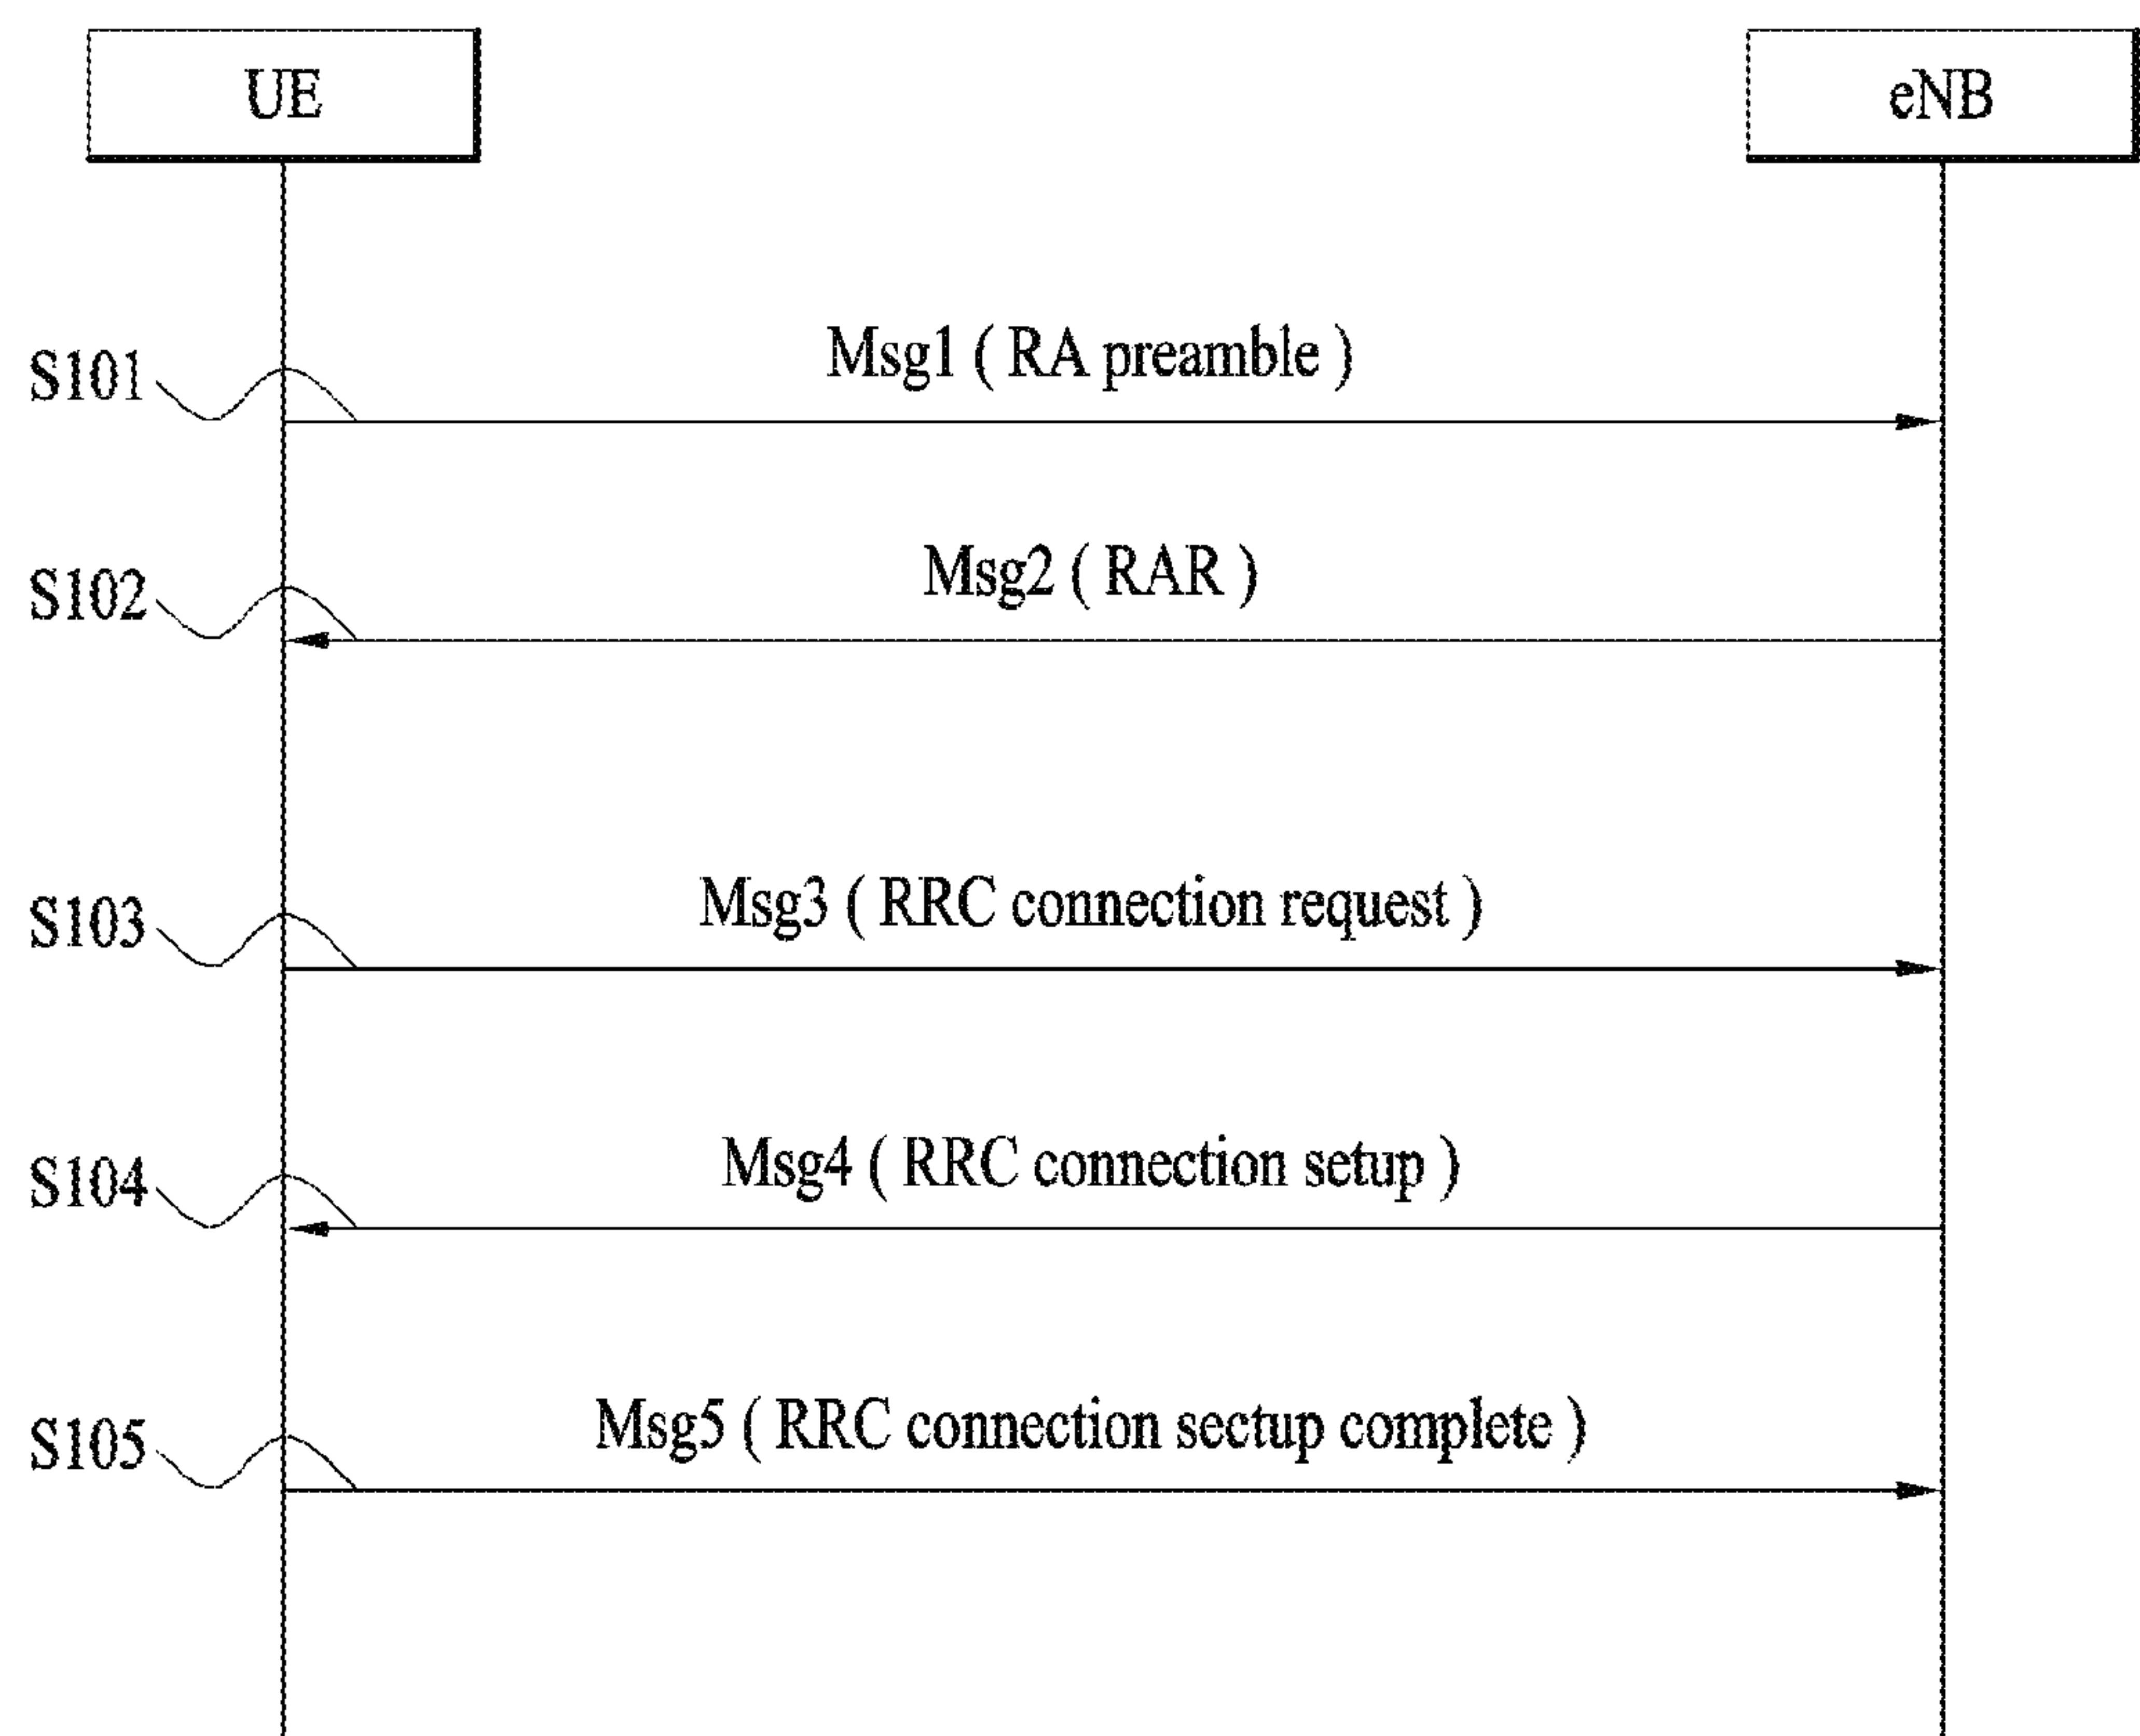 UE
eNB
S101
Msg1 ( RA preamble )
S102
Msg2 ( RAR )
S103
Msg3 ( RRC connection request )
S104
Msg4 ( RRC connection setup )
S105
Msg5 ( RRC connection sectup complete )